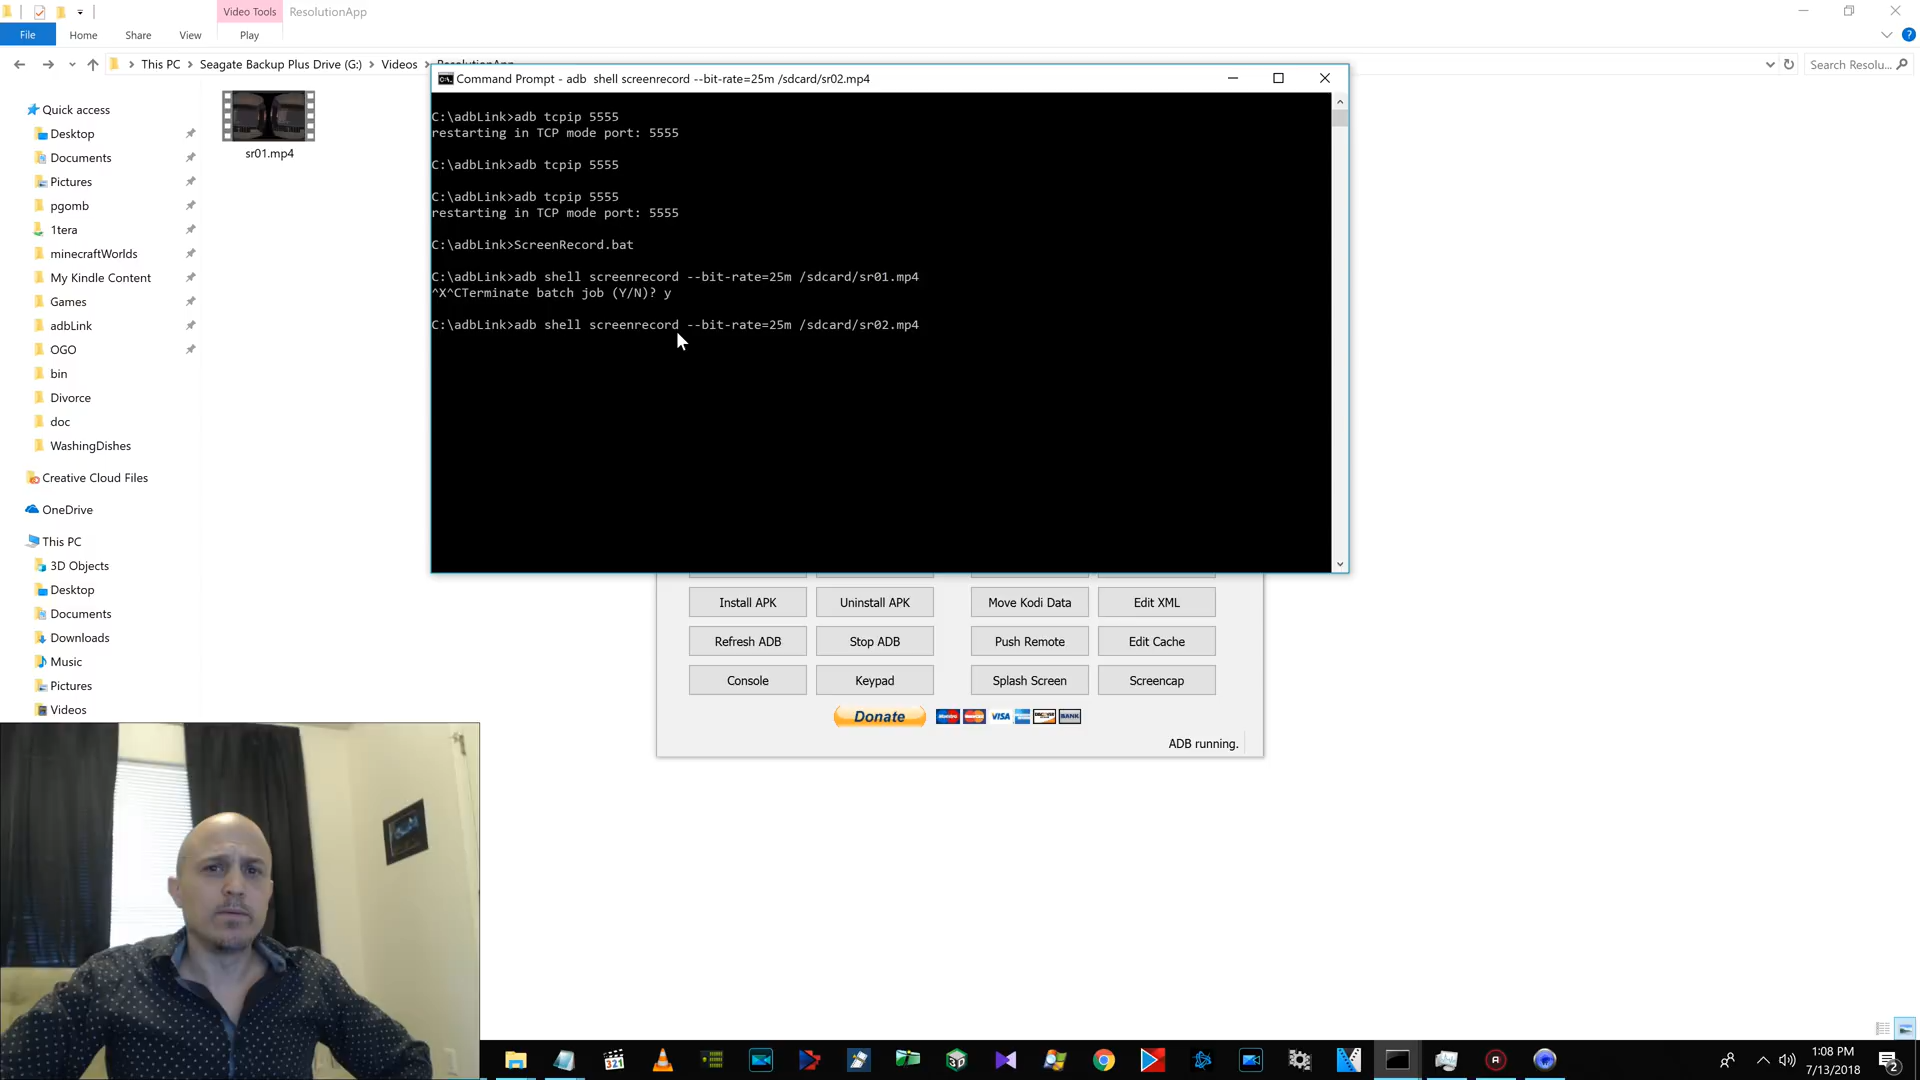 Video Tools
ResolutionApp
File
Home
Share
View
Play
This PC
Seagate Backup Plus Drive (G:)
Videos
ResolutionApp
Search Resolu...
Quick access
Desktop
Documents
Pictures
pgomb
1tera
minecraftWorlds
My Kindle Content
Games
adbLink
OGO
bin
Divorce
doc
WashingDishes
Creative Cloud Files
OneDrive
This PC
3D Objects
Desktop
Documents
Downloads
Music
Pictures
Videos
sr01.mp4
Command Prompt - adb  shell screenrecord --bit-rate=25m /sdcard/sr02.mp4
C:\adbLink>adb tcpip 5555
restarting in TCP mode port: 5555
C:\adbLink>adb tcpip 5555
C:\adbLink>adb tcpip 5555
restarting in TCP mode port: 5555
C:\adbLink>ScreenRecord.bat
C:\adbLink>adb shell screenrecord --bit-rate=25m /sdcard/sr01.mp4
^X^CTerminate batch job (Y/N)? y
C:\adbLink>adb shell screenrecord --bit-rate=25m /sdcard/sr02.mp4
Install APK
Uninstall APK
Move Kodi Data
Edit XML
Refresh ADB
Stop ADB
Push Remote
Edit Cache
Console
Keypad
Splash Screen
Screencap
Donate
VISA
BANK
ADB running.
321
3D
1:08 PM
7/13/2018
2